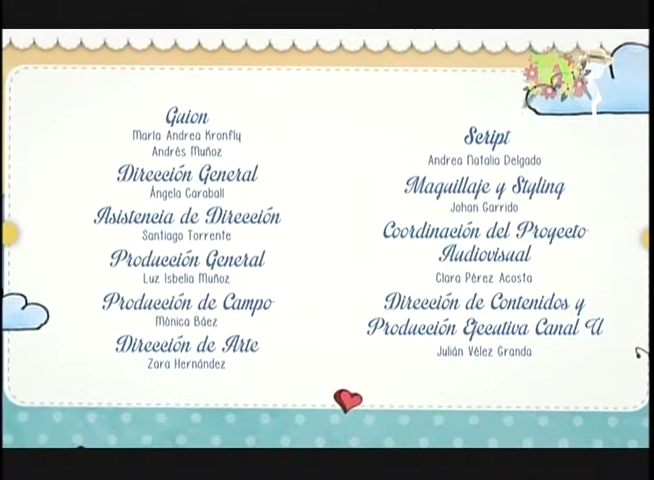 Guion
María Andrea Kronfly
Andrés Muñoz
Dirección General
Ángela Caraball
Asistencia de Dirección
Santiago Torrente
Producción General
Luz Isbelia Muñoz
Producción de Campo
Mónica Báez
Dirección de Arte
Zara Hernández
Script
Andrea Natalia Delgado
Maquillaje y Styling
Johan Garrido
Coordinación del Proyecto
Audiovisual
Clara Pérez Acosta
Dirección de Contenidos y
Producción Ejecutiva Canal U
Julián Vélez Granda